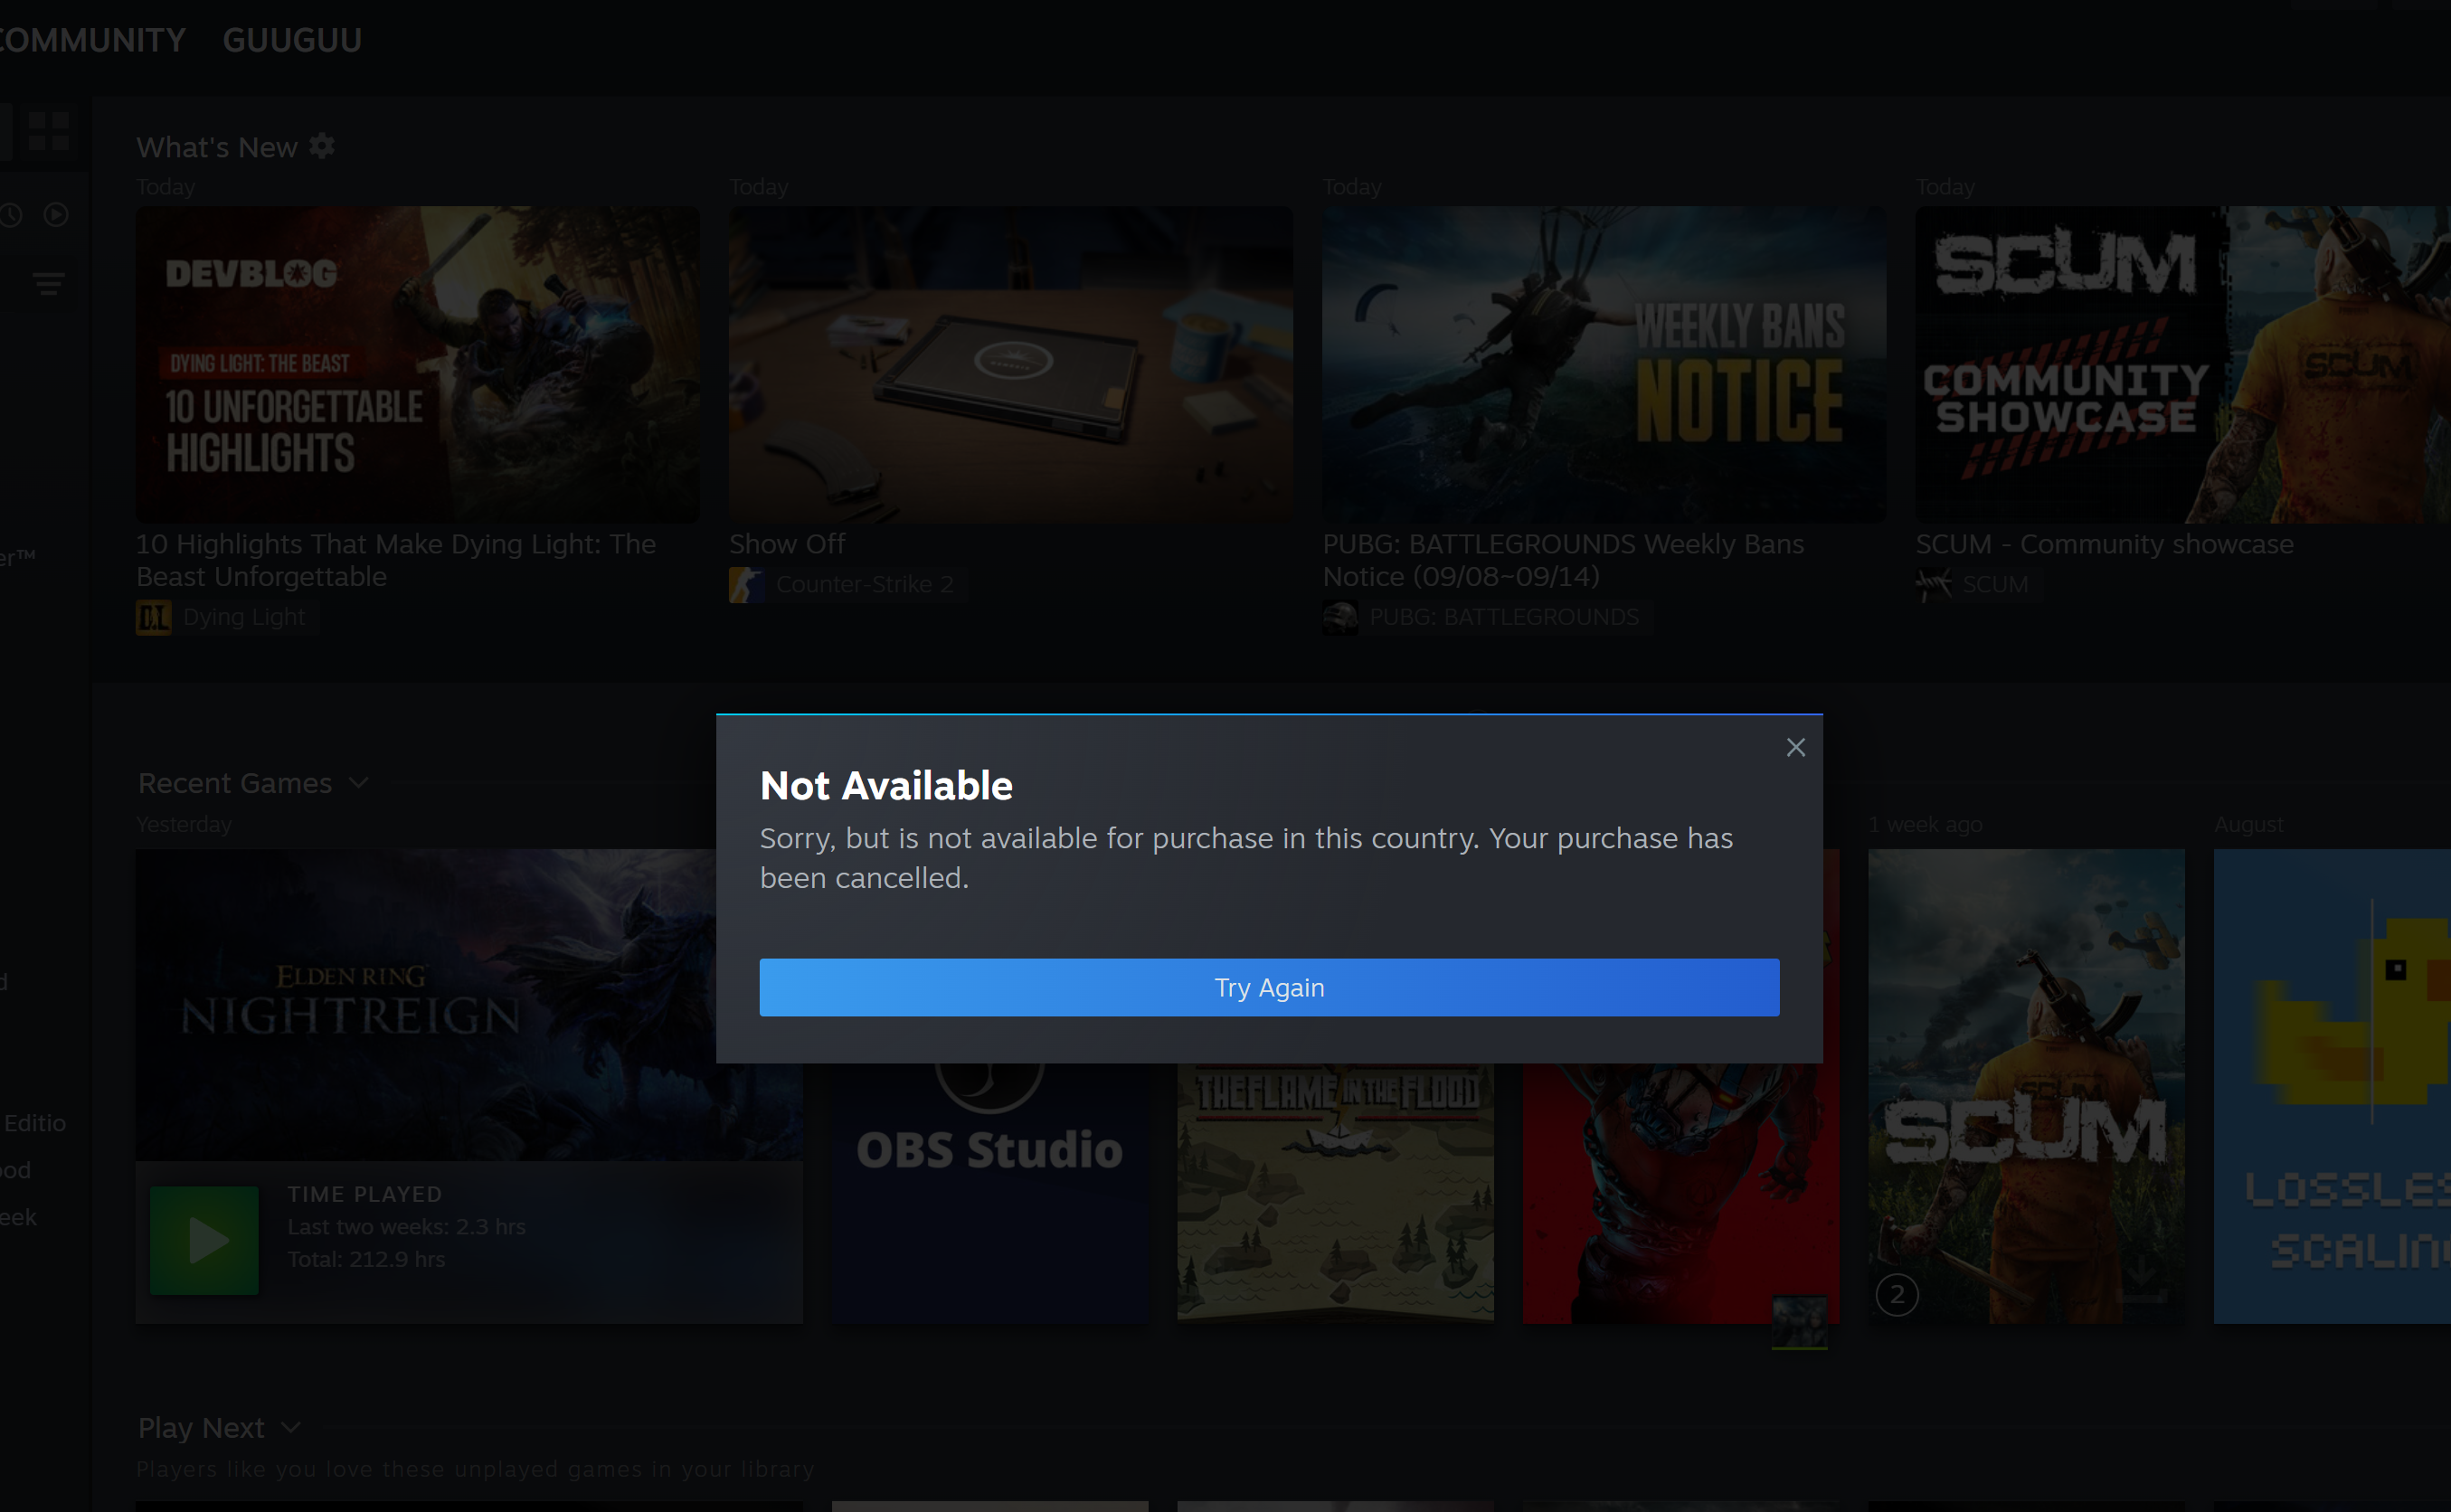 COMMUNITY GUUGUU
What's New
Today Today Today Today
DEVBLOG
DYING LIGHT: THE BEAST
10 UNFORGETTABLE
HIGHLIGHTS
WEEKLY BANS
NOTICE
SCUM
COMMUNITY
SHOWCASE
SCUM
10 Highlights That Make Dying Light: The
Beast Unforgettable
DL Dying Light
Show Off
Counter-Strike 2
PUBG: BATTLEGROUNDS Weekly Bans
Notice (09/08~09/14)
PUBG: BATTLEGROUNDS
SCUM - Community showcase
SCUM
er™
d
Editio
ood
eek
Not Available
Sorry, but is not available for purchase in this country. Your purchase has
been cancelled.
Try Again
Recent Games
Yesterday
1 week ago
August
ELDEN RING
NIGHTREIGN
TIME PLAYED
Last two weeks: 2.3 hrs
Total: 212.9 hrs
OBS Studio
THE FLAME IN THE FLOOD
SCUM
2
LOSSLES
SCALIN
Play Next
Players like you love these unplayed games in your library